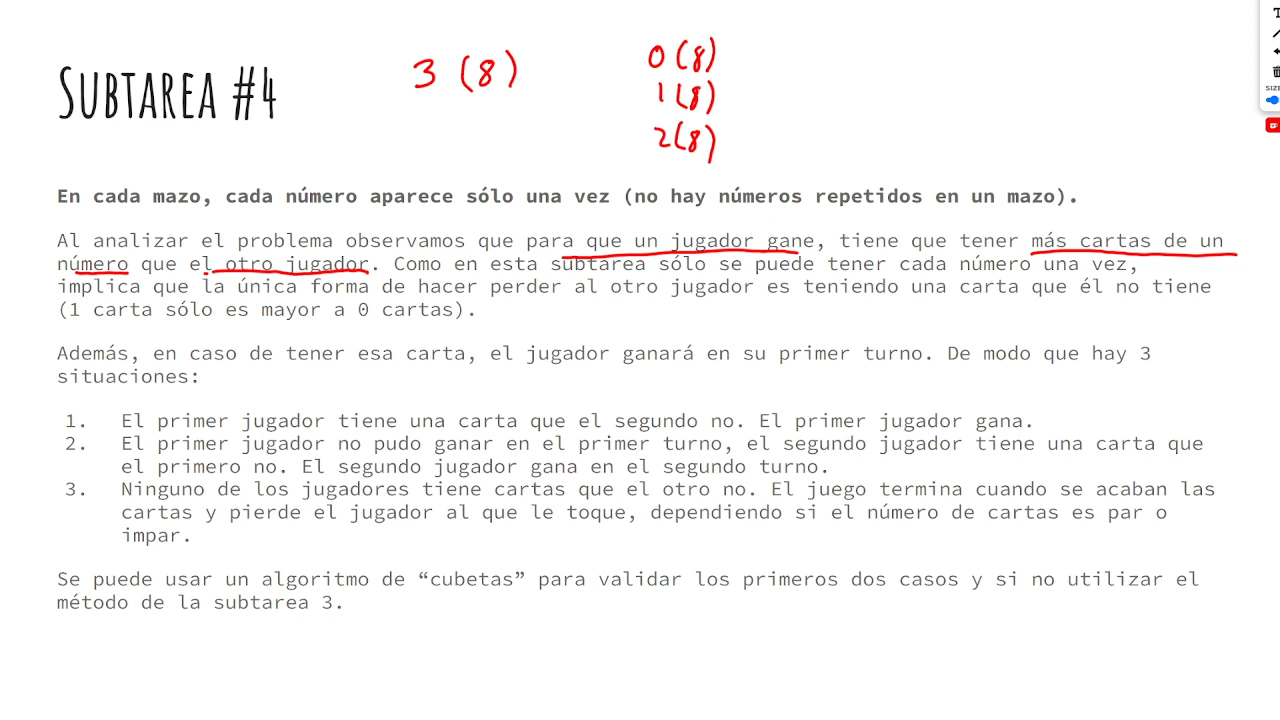 SUBTAREA #4
3 (8)
0 (8)
1 (8)
2 (8)
En cada mazo, cada número aparece sólo una vez (no hay números repetidos en un mazo).
Al analizar el problema observamos que para que un jugador gane, tiene que tener más cartas de un
número que el otro jugador. Como en esta subtarea sólo se puede tener cada número una vez,
implica que la única forma de hacer perder al otro jugador es teniendo una carta que él no tiene
(1 carta sólo es mayor a 0 cartas).
Además, en caso de tener esa carta, el jugador ganará en su primer turno. De modo que hay 3
situaciones:
1. El primer jugador tiene una carta que el segundo no. El primer jugador gana.
2. El primer jugador no pudo ganar en el primer turno, el segundo jugador tiene una carta que
el primero no. El segundo jugador gana en el segundo turno.
3. Ninguno de los jugadores tiene cartas que el otro no. El juego termina cuando se acaban las
cartas y pierde el jugador al que le toque, dependiendo si el número de cartas es par o
impar.
Se puede usar un algoritmo de “cubetas” para validar los primeros dos casos y si no utilizar el
método de la subtarea 3.
SIZE